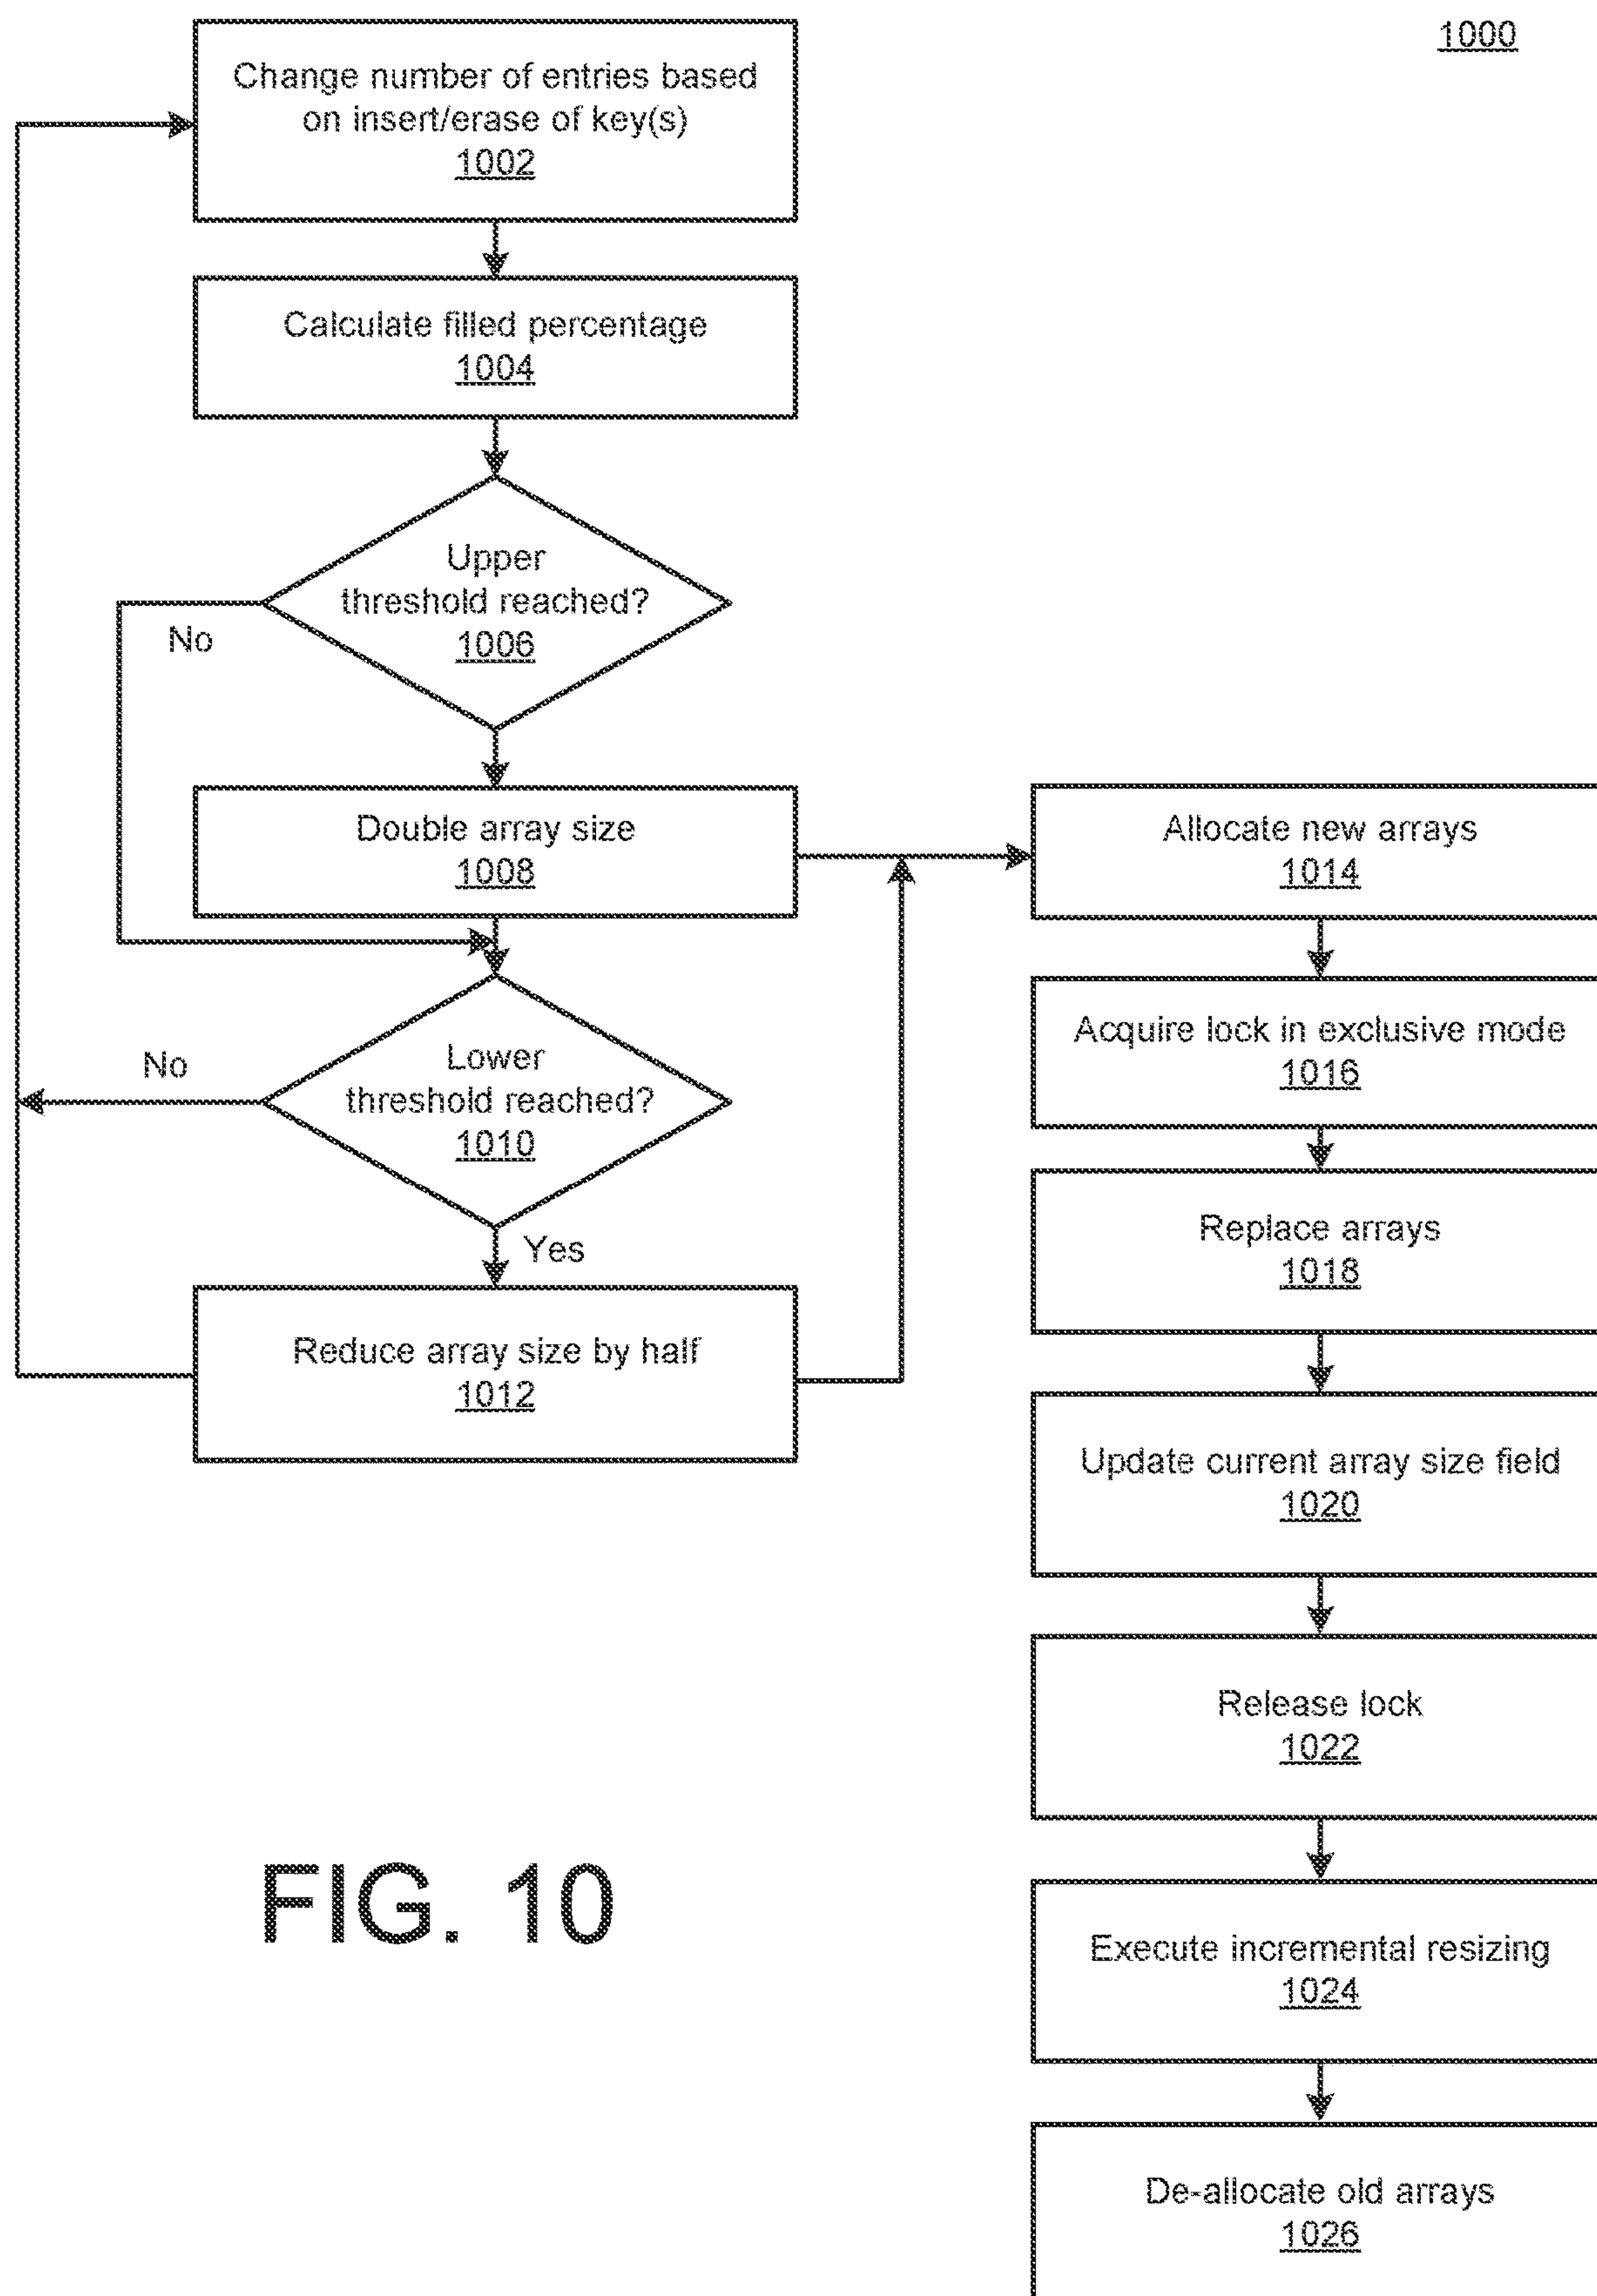 1000
Change number of entries based
on insert/erase of key(s)
1002
Calculate filled percentage
1004
Upper
threshold reached?
1006
No
Double array size
1008
Lower
threshold reached?
1010
No
Yes
Reduce array size by half
1012
Allocate new arrays
1014
Acquire lock in exclusive mode
1016
Replace arrays
1018
Update current array size field
1020
Release lock
1022
Execute incremental resizing
1024
De-allocate old arrays
1026
FIG. 10